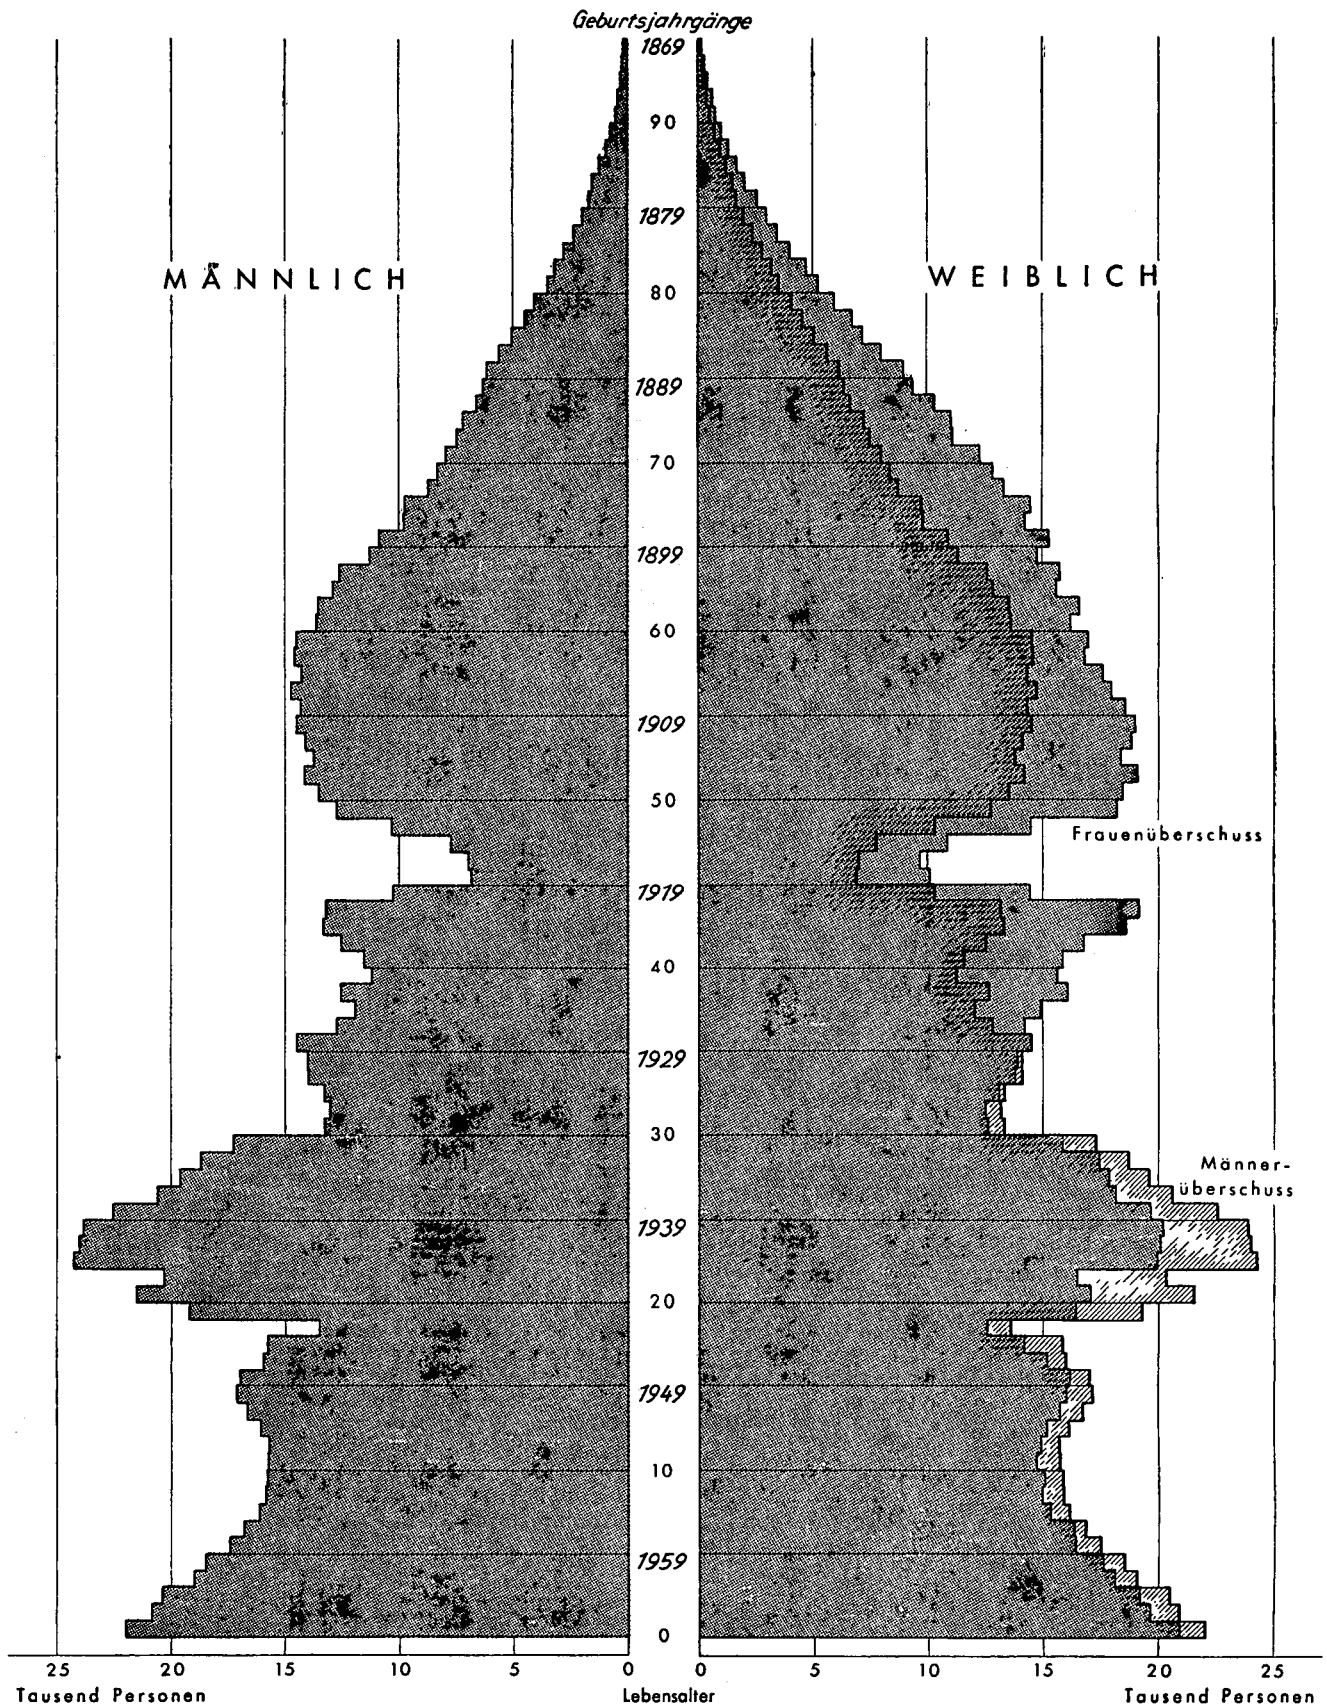 Geburtsjahrgänge
1869
90
1879
MÄNNLICH
WEIBLICH
80
1889
70
1899
60
1909
50
Frauenüberschuss
1919
40
1929
30
Männer-
überschuss
1939
20
1949
10
1959
0
25 20 15 10 5 0 0 5 10 15 20 25
Tausend Personen Lebensalter Tausend Personen